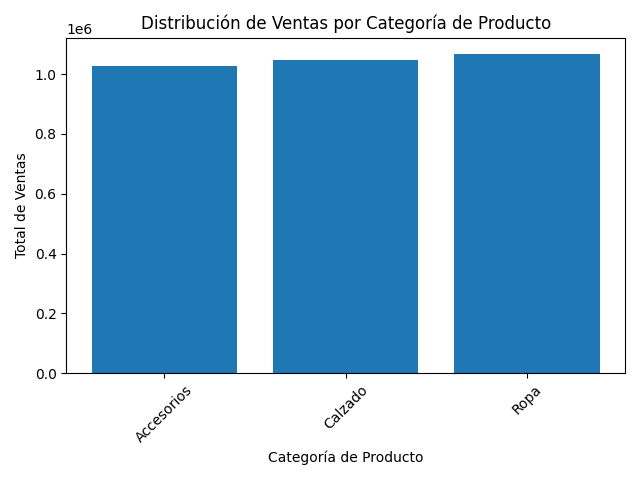 Distribución de Ventas por Categoría de Producto
1e6
1.0
0.8
0.6
0.4
0.2
0.0
Total de Ventas
Accesorios
Calzado
Ropa
Categoría de Producto